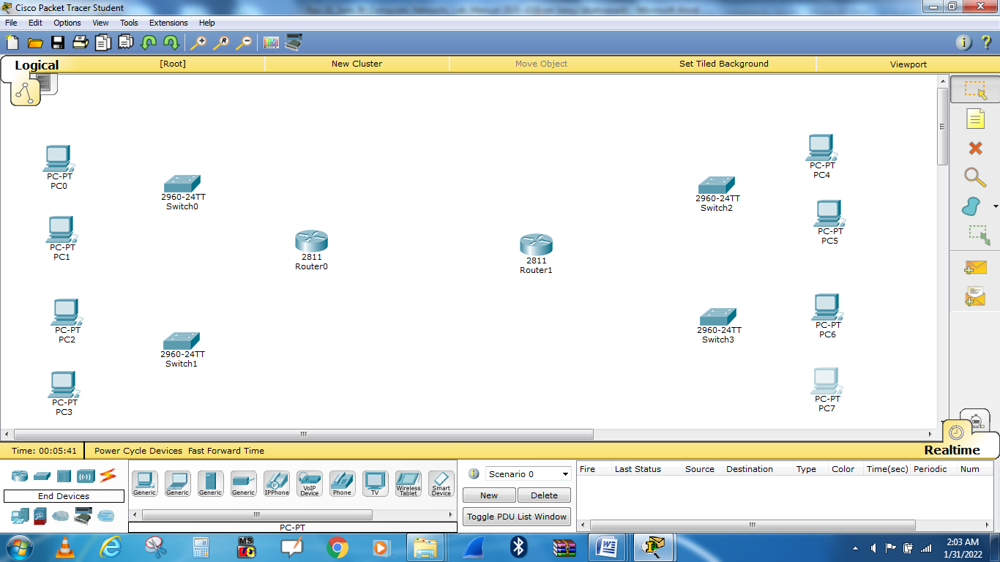 Cisco Packet Tracer Student
File Edit Options View Tools Extensions Help
Logical [Root] New Cluster Move Object Set Tiled Background Viewport
PC-PT
PC0
2960-24TT
Switch0
PC-PT
PC1
2811
Router0
PC-PT
PC2
2960-24TT
Switch1
PC-PT
PC3
2811
Router1
2960-24TT
Switch2
PC-PT
PC4
PC-PT
PC5
2960-24TT
Switch3
PC-PT
PC6
PC-PT
PC7
Time: 00:05:41 Power Cycle Devices Fast Forward Time Realtime
End Devices
Generic Generic Generic Generic IPPhone VoIP Device Phone TV Wireless Tablet Smart Device
PC-PT
Scenario 0
New Delete
Toggle PDU List Window
Fire Last Status Source Destination Type Color Time(sec) Periodic Num
2:03 AM
1/31/2022